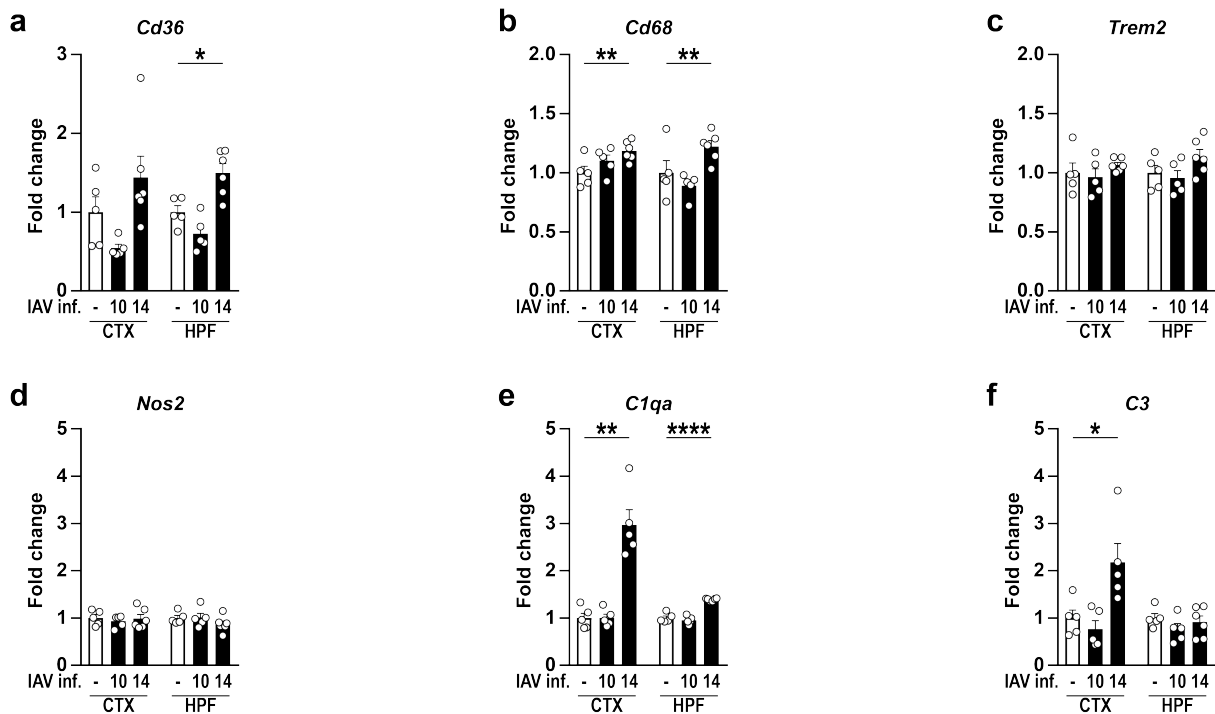 a
Cd36
Fold change
3
*
2
1
0
IAV inf. - 10 14 - 10 14
CTX HPF
b
Cd68
Fold change
2.0
** **
1.5
1.0
0.5
0.0
IAV inf. - 10 14 - 10 14
CTX HPF
c
Trem2
Fold change
2.0
1.5
1.0
0.5
0.0
IAV inf. - 10 14 - 10 14
CTX HPF
d
Nos2
Fold change
5
4
3
2
1
0
IAV inf. - 10 14 - 10 14
CTX HPF
e
C1qa
Fold change
5
** ****
4
3
2
1
0
IAV inf. - 10 14 - 10 14
CTX HPF
f
C3
Fold change
5
*
4
3
2
1
0
IAV inf. - 10 14 - 10 14
CTX HPF